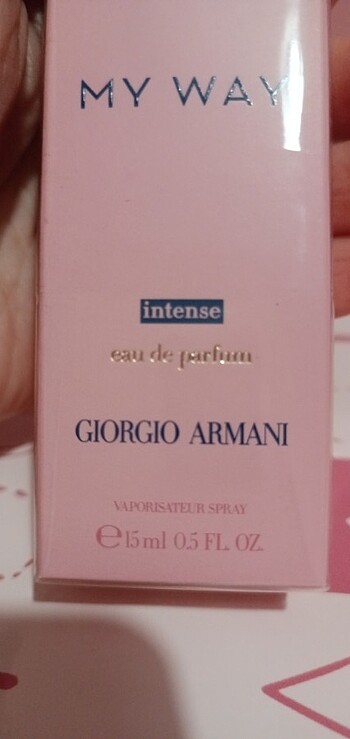 MY WAY
intense
eau de parfum
GIORGIO ARMANI
VAPORISATEUR SPRAY
℮15 ml 0.5 FL. OZ.